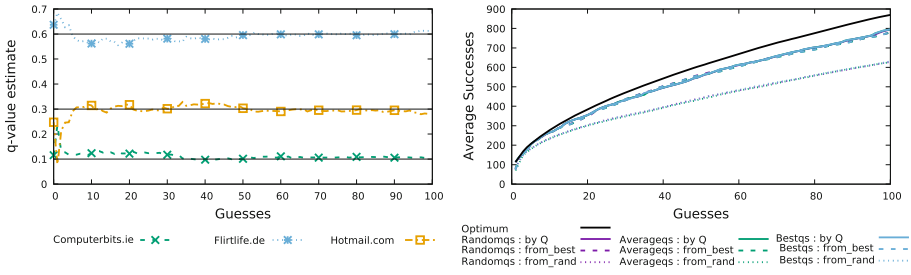 0.7
0.6
0.5
0.4
0.3
0.2
0.1
0
q-value estimate
0 10 20 30 40 50 60 70 80 90 100
Guesses
Computerbits.ie Flirtlife.de Hotmail.com
900
800
700
600
500
400
300
200
100
0
Average Successes
20 40 60 80 100
Guesses
Optimum
Randomqs : by Q Averageqs : by Q Bestqs : by Q
Randomqs : from_best Averageqs : from_best Bestqs : from_best
Randomqs : from_rand Averageqs : from_rand Bestqs : from_rand